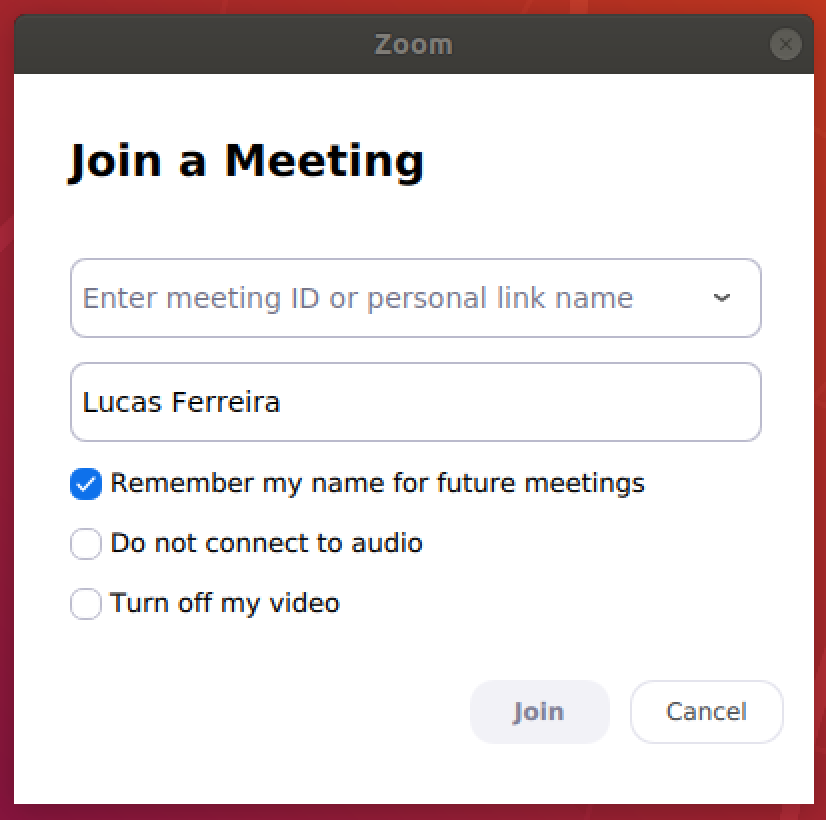 Zoom
Join a Meeting
Enter meeting ID or personal link name
Lucas Ferreira
Remember my name for future meetings
Do not connect to audio
Turn off my video
Join
Cancel